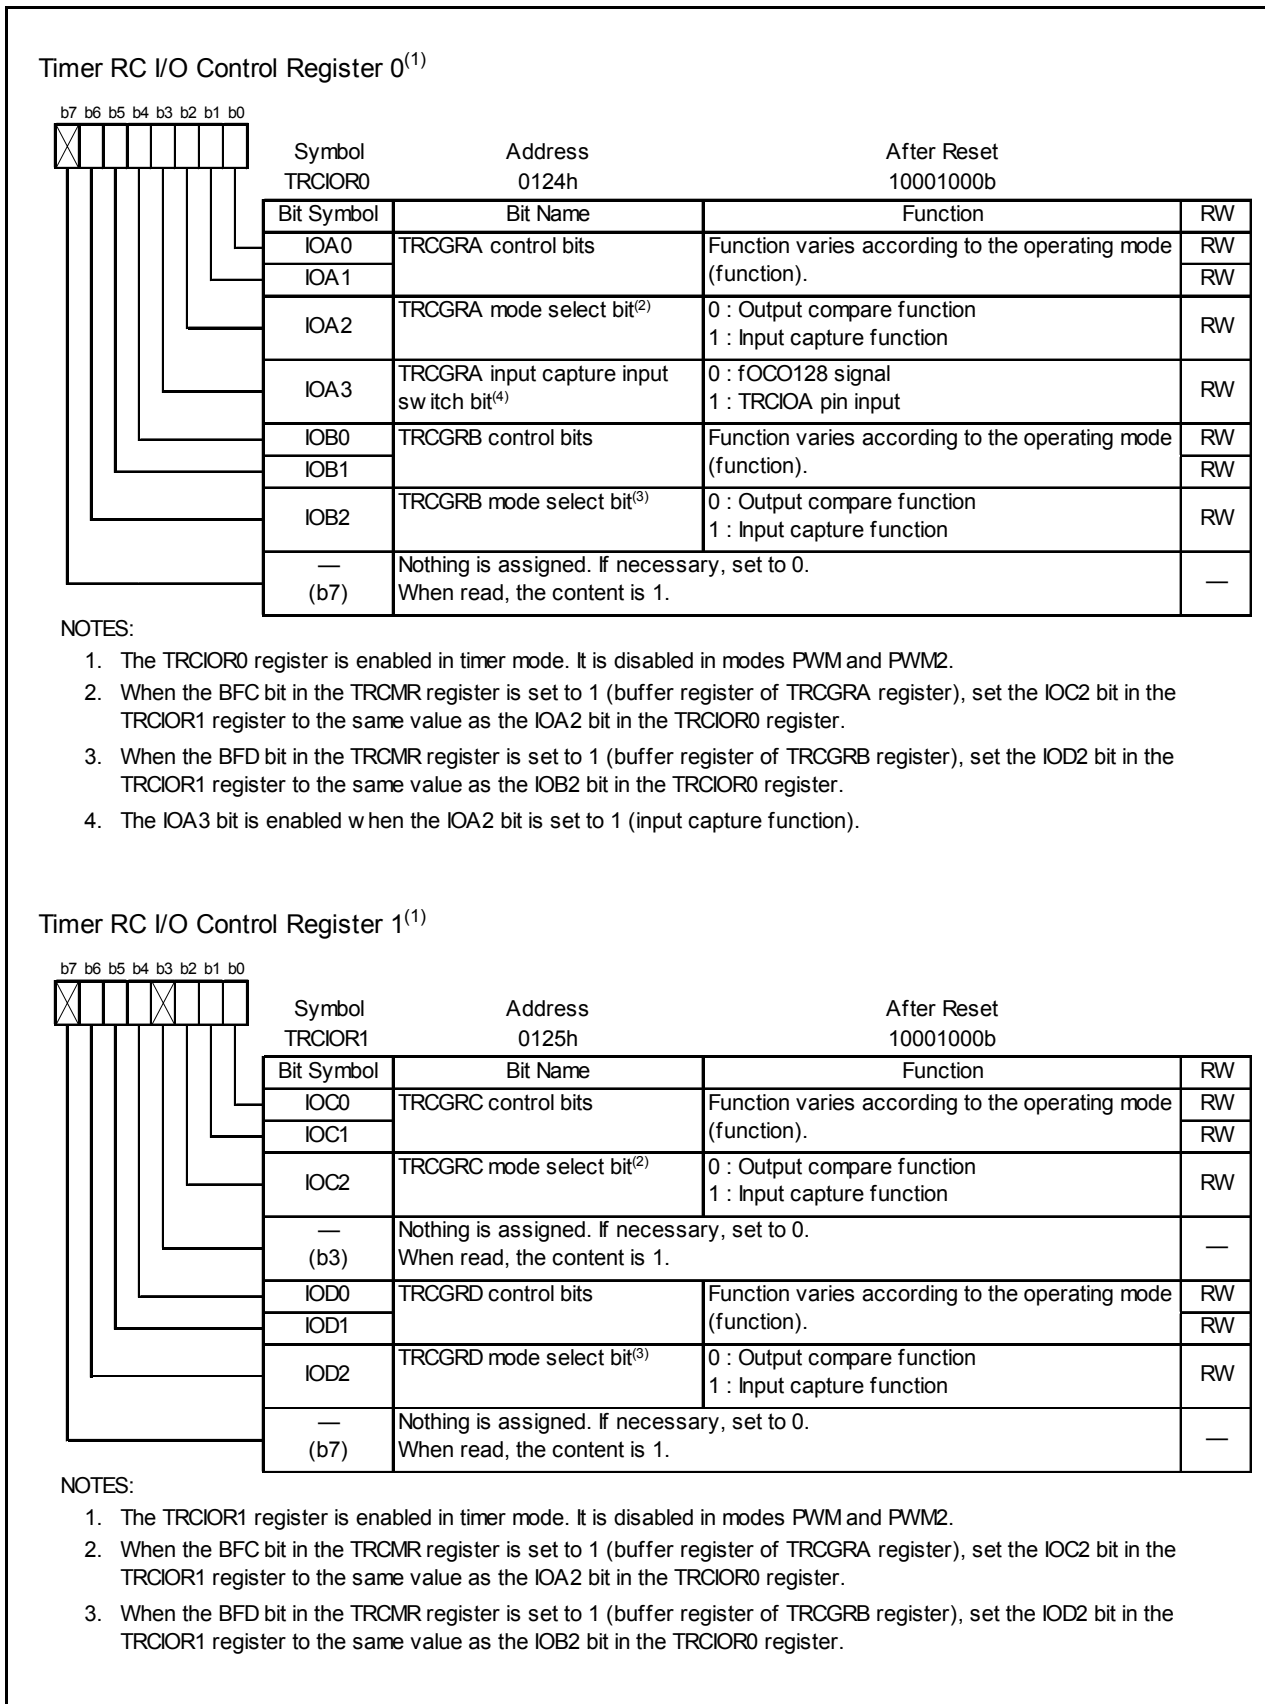 Timer RC I/O Control Register 0(1)
b7 b6 b5 b4 b3 b2 b1 b0
Symbol Address After Reset
TRCIOR0 0124h 10001000b
Bit Symbol Bit Name Function RW
IOA0 TRCGRA control bits Function varies according to the operating mode RW
IOA1 (function). RW
IOA2 TRCGRA mode select bit(2) 0 : Output compare function RW
1 : Input capture function
IOA3 TRCGRA input capture input 0 : fOCO128 signal RW
switch bit(4) 1 : TRCIOA pin input
IOB0 TRCGRB control bits Function varies according to the operating mode RW
IOB1 (function). RW
IOB2 TRCGRB mode select bit(3) 0 : Output compare function RW
1 : Input capture function
— Nothing is assigned. If necessary, set to 0. —
(b7) When read, the content is 1.
NOTES:
1. The TRCIOR0 register is enabled in timer mode. It is disabled in modes PWM and PWM2.
2. When the BFC bit in the TRCMR register is set to 1 (buffer register of TRCGRA register), set the IOC2 bit in the
TRCIOR1 register to the same value as the IOA2 bit in the TRCIOR0 register.
3. When the BFD bit in the TRCMR register is set to 1 (buffer register of TRCGRB register), set the IOD2 bit in the
TRCIOR1 register to the same value as the IOB2 bit in the TRCIOR0 register.
4. The IOA3 bit is enabled when the IOA2 bit is set to 1 (input capture function).
Timer RC I/O Control Register 1(1)
b7 b6 b5 b4 b3 b2 b1 b0
Symbol Address After Reset
TRCIOR1 0125h 10001000b
Bit Symbol Bit Name Function RW
IOC0 TRCGRC control bits Function varies according to the operating mode RW
IOC1 (function). RW
IOC2 TRCGRC mode select bit(2) 0 : Output compare function RW
1 : Input capture function
— Nothing is assigned. If necessary, set to 0. —
(b3) When read, the content is 1.
IOD0 TRCGRD control bits Function varies according to the operating mode RW
IOD1 (function). RW
IOD2 TRCGRD mode select bit(3) 0 : Output compare function RW
1 : Input capture function
— Nothing is assigned. If necessary, set to 0. —
(b7) When read, the content is 1.
NOTES:
1. The TRCIOR1 register is enabled in timer mode. It is disabled in modes PWM and PWM2.
2. When the BFC bit in the TRCMR register is set to 1 (buffer register of TRCGRA register), set the IOC2 bit in the
TRCIOR1 register to the same value as the IOA2 bit in the TRCIOR0 register.
3. When the BFD bit in the TRCMR register is set to 1 (buffer register of TRCGRB register), set the IOD2 bit in the
TRCIOR1 register to the same value as the IOB2 bit in the TRCIOR0 register.